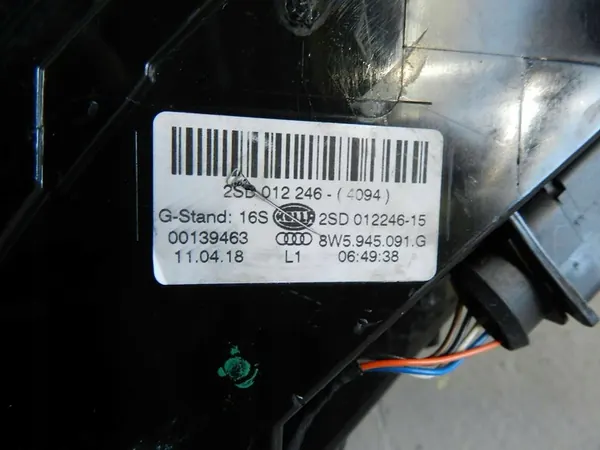 2SD 012 246 - ( 4094 )
G-Stand: 16S HELLA 2SD 012246-15
00139463 8W5.945.091.G
11.04.18 L1 06:49:38